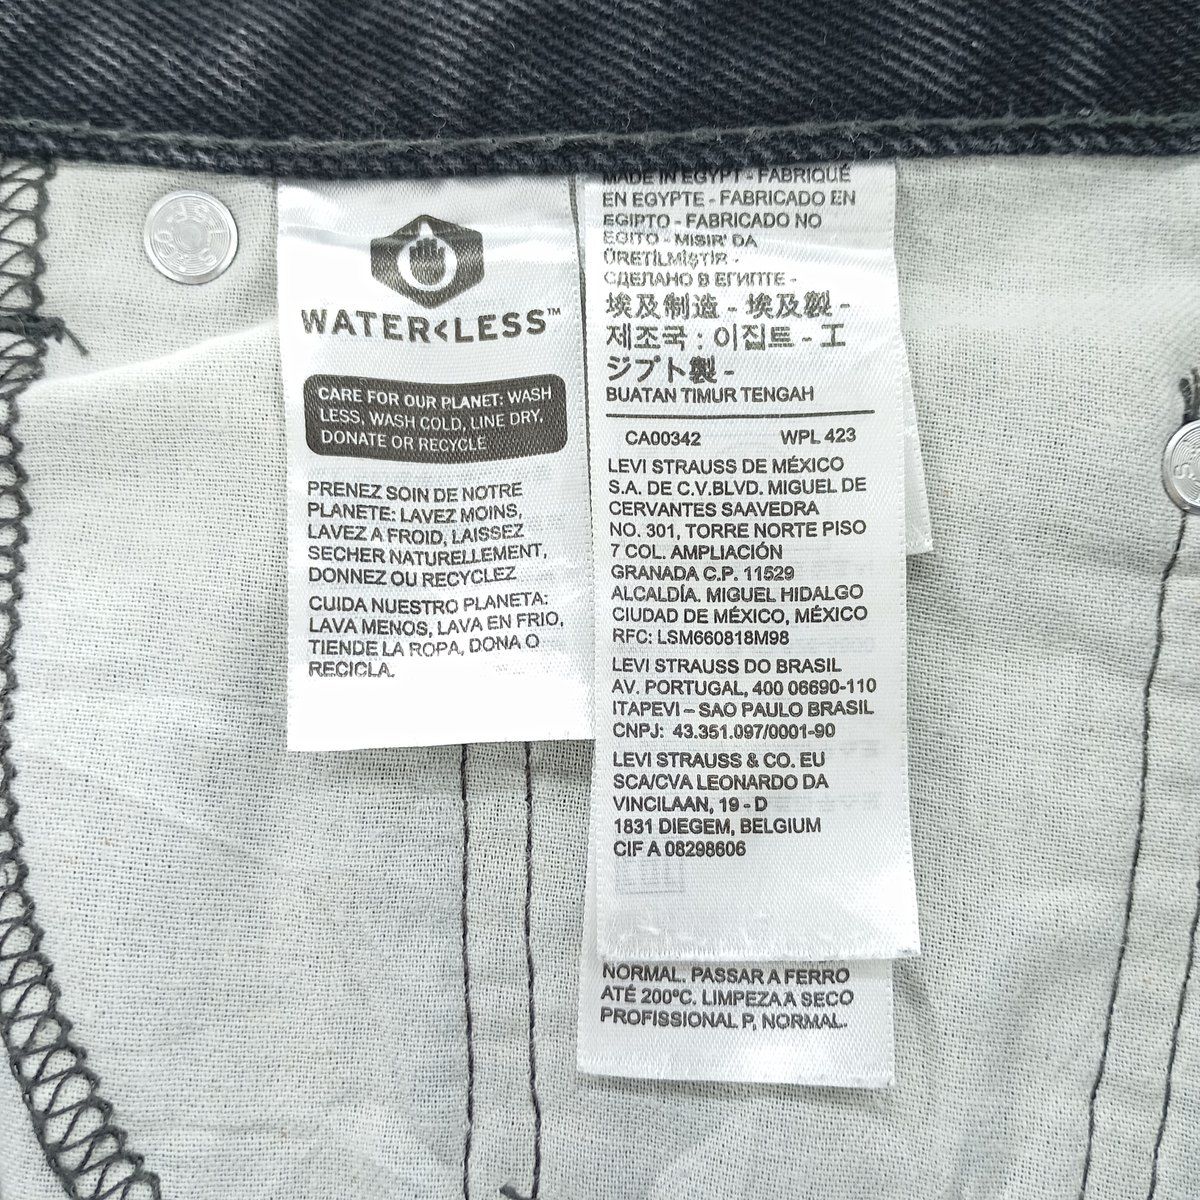 WATER<LESS™
CARE FOR OUR PLANET: WASH
LESS, WASH COLD, LINE DRY,
DONATE OR RECYCLE
PRENEZ SOIN DE NOTRE
PLANETE: LAVEZ MOINS,
LAVEZ A FROID, LAISSEZ
SECHER NATURELLEMENT,
DONNEZ OU RECYCLEZ
CUIDA NUESTRO PLANETA:
LAVA MENOS, LAVA EN FRIO,
TIENDE LA ROPA, DONA O
RECICLA.
MADE IN EGYPT - FABRIQUÉ
EN EGYPTE - FABRICADO EN
EGIPTO - FABRICADO NO
EGITO - MISIR' DA
ÜRETİLMİŞTİR -
СДЕЛАНО В ЕГИПТЕ -
埃及制造 - 埃及製 -
제조국 : 이집트 - エ
ジプト製 -
BUATAN TIMUR TENGAH
CA00342 WPL 423
LEVI STRAUSS DE MÉXICO
S.A. DE C.V.BLVD. MIGUEL DE
CERVANTES SAAVEDRA
NO. 301, TORRE NORTE PISO
7 COL. AMPLIACIÓN
GRANADA C.P. 11529
ALCALDÍA. MIGUEL HIDALGO
CIUDAD DE MÉXICO, MÉXICO
RFC: LSM660818M98
LEVI STRAUSS DO BRASIL
AV. PORTUGAL, 400 06690-110
ITAPEVI – SAO PAULO BRASIL
CNPJ: 43.351.097/0001-90
LEVI STRAUSS & CO. EU
SCA/CVA LEONARDO DA
VINCILAAN, 19 - D
1831 DIEGEM, BELGIUM
CIF A 08298606
NORMAL. PASSAR A FERRO
ATÉ 200ºC. LIMPEZA A SECO
PROFISSIONAL P, NORMAL.